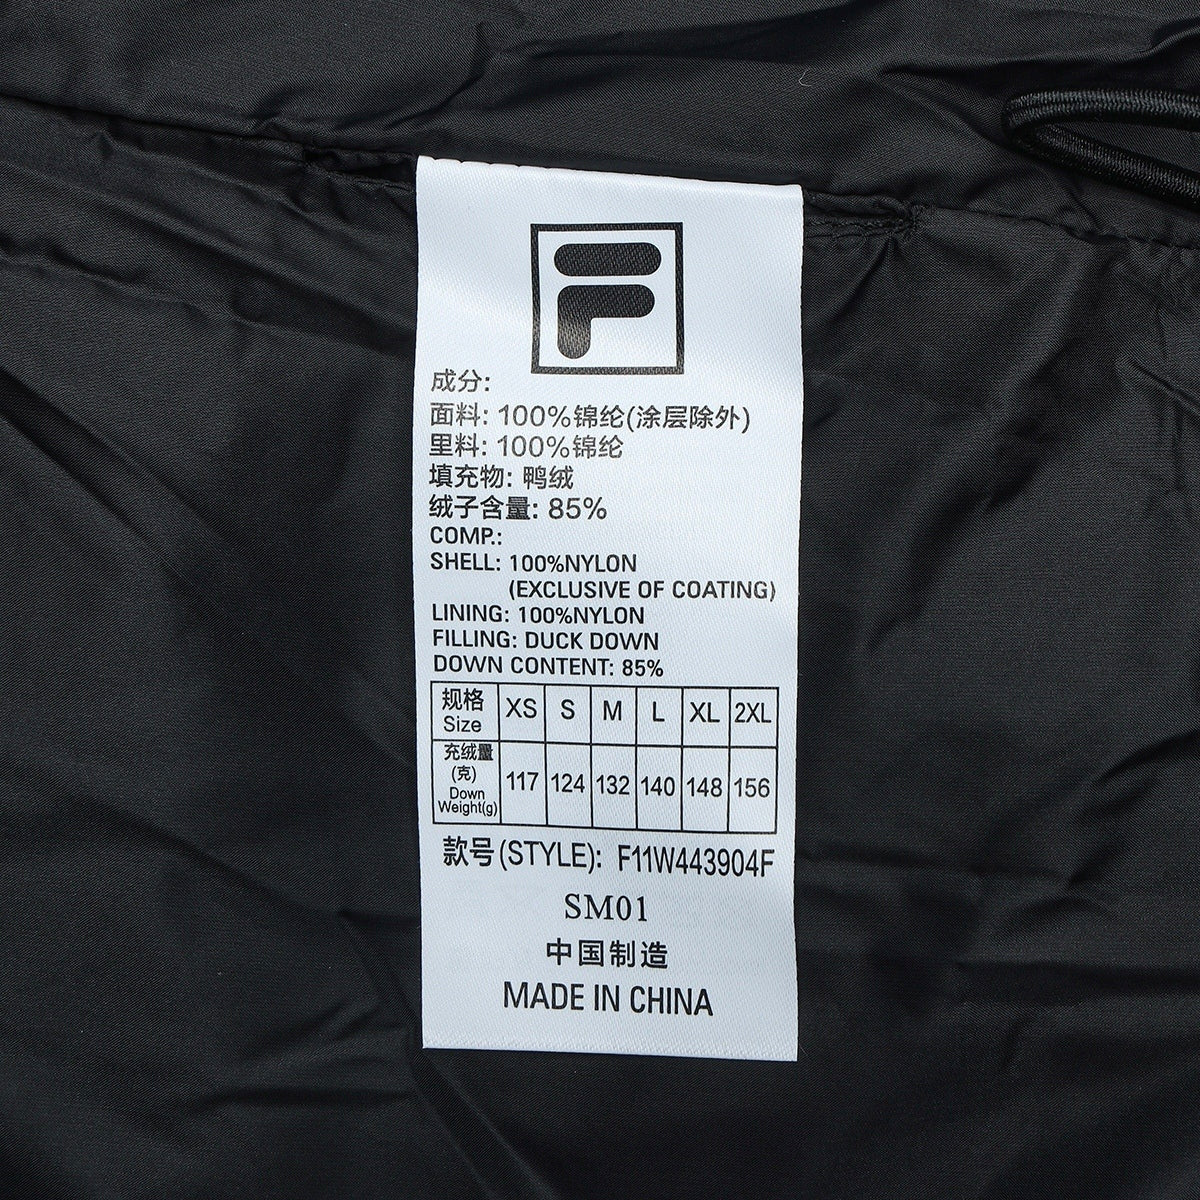 F
成分:
面料: 100%锦纶(涂层除外)
里料: 100%锦纶
填充物: 鸭绒
绒子含量: 85%
COMP.:
SHELL: 100%NYLON
(EXCLUSIVE OF COATING)
LINING: 100%NYLON
FILLING: DUCK DOWN
DOWN CONTENT: 85%
规格 Size XS S M L XL 2XL
充绒量 (克) Down Weight(g) 117 124 132 140 148 156
款号(STYLE): F11W443904F
SM01
中国制造
MADE IN CHINA